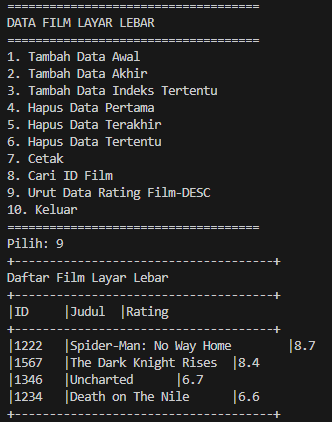 ====================================
DATA FILM LAYAR LEBAR
====================================
1. Tambah Data Awal
2. Tambah Data Akhir
3. Tambah Data Indeks Tertentu
4. Hapus Data Pertama
5. Hapus Data Terakhir
6. Hapus Data Tertentu
7. Cetak
8. Cari ID Film
9. Urut Data Rating Film-DESC
10. Keluar
====================================
Pilih: 9
+-------------------------------------+
Daftar Film Layar Lebar
+-------------------------------------+
|ID     |Judul  |Rating
+-------------------------------------+
|1222   |Spider-Man: No Way Home        |8.7
|1567   |The Dark Knight Rises  |8.4
|1346   |Uncharted      |6.7
|1234   |Death on The Nile      |6.6
+-------------------------------------+